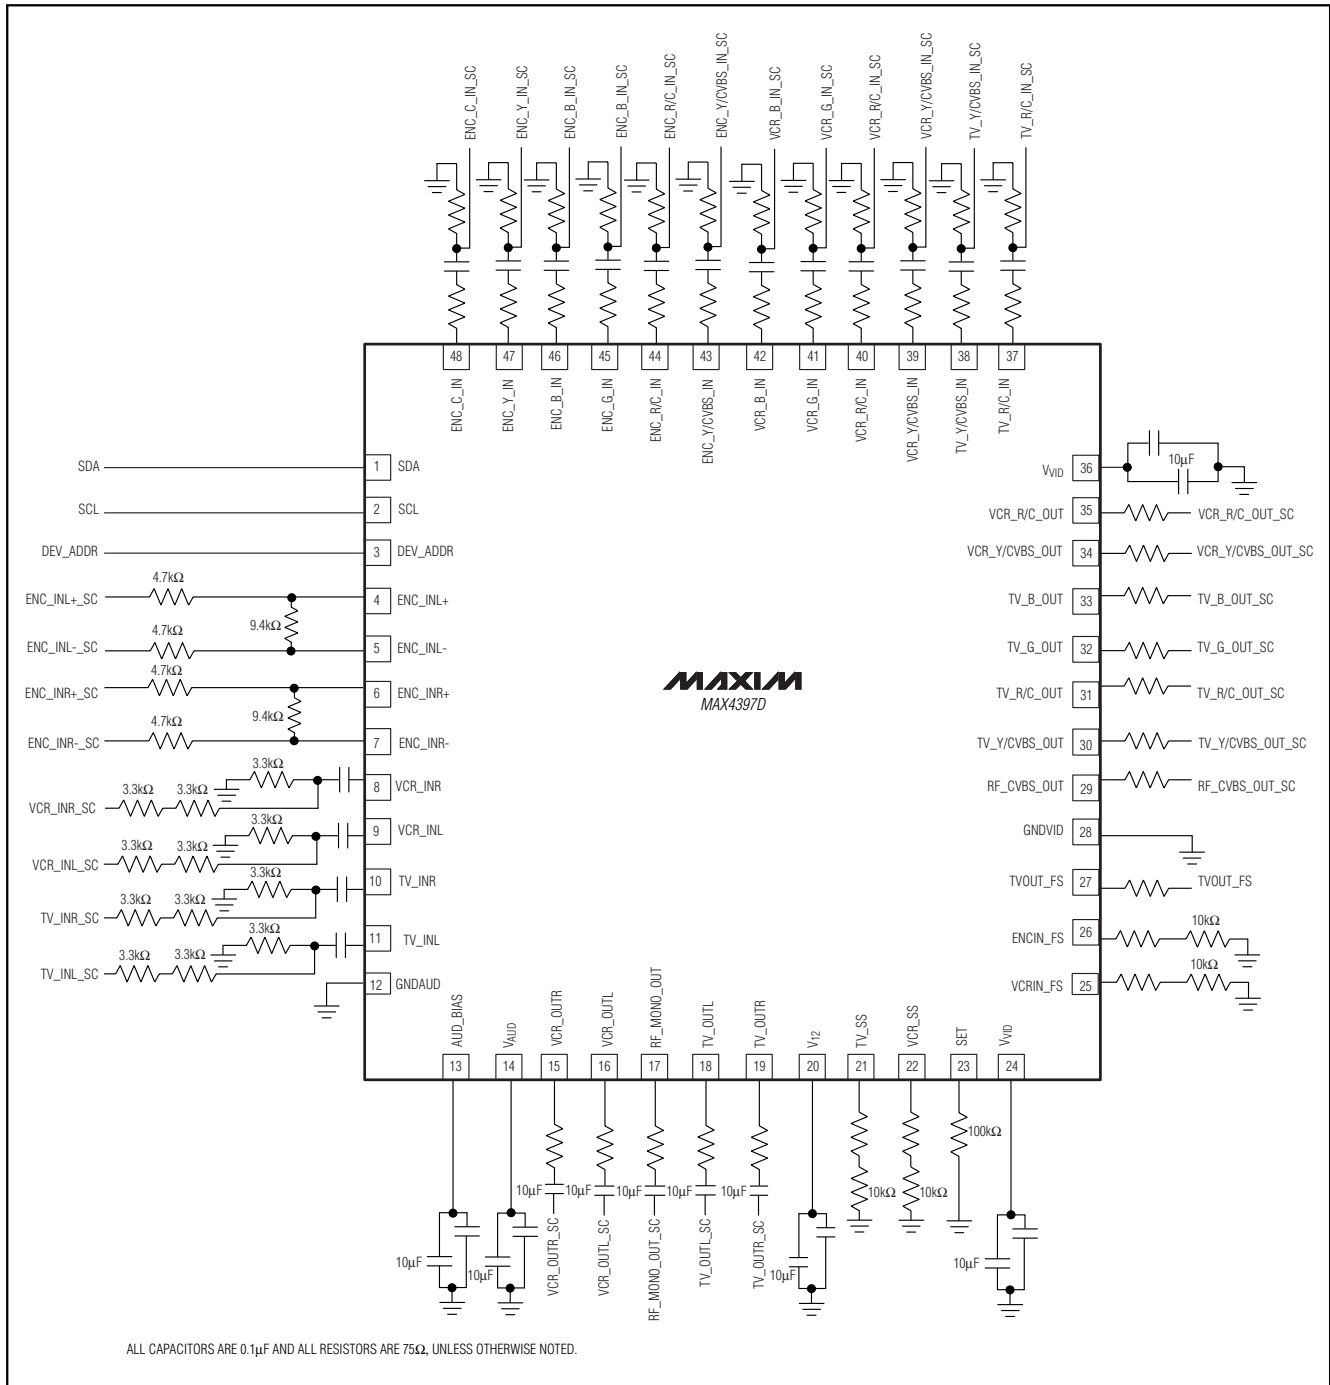 ENC_C_IN_SC
ENC_Y_IN_SC
ENC_B_IN_SC
ENC_B_IN_SC
ENC_R/C_IN_SC
ENC_Y/CVBS_IN_SC
VCR_B_IN_SC
VCR_G_IN_SC
VCR_R/C_IN_SC
VCR_Y/CVBS_IN_SC
TV_Y/CVBS_IN_SC
TV_R/C_IN_SC
48
47
46
45
44
43
42
41
40
39
38
37
ENC_C_IN
ENC_Y_IN
ENC_B_IN
ENC_G_IN
ENC_R/C_IN
ENC_Y/CVBS_IN
VCR_B_IN
VCR_G_IN
VCR_R/C_IN
VCR_Y/CVBS_IN
TV_Y/CVBS_IN
TV_R/C_IN
SDA
1
SDA
SCL
2
SCL
DEV_ADDR
3
DEV_ADDR
ENC_INL+_SC
4.7kΩ
4
ENC_INL+
9.4kΩ
ENC_INL-_SC
4.7kΩ
5
ENC_INL-
ENC_INR+_SC
4.7kΩ
6
ENC_INR+
9.4kΩ
ENC_INR-_SC
4.7kΩ
7
ENC_INR-
3.3kΩ
8
VCR_INR
VCR_INR_SC
3.3kΩ
3.3kΩ
3.3kΩ
9
VCR_INL
VCR_INL_SC
3.3kΩ
3.3kΩ
3.3kΩ
10
TV_INR
TV_INR_SC
3.3kΩ
3.3kΩ
3.3kΩ
11
TV_INL
TV_INL_SC
3.3kΩ
3.3kΩ
12
GNDAUD
MAXIM
MAX4397D
VVID
36
10µF
VCR_R/C_OUT
35
VCR_R/C_OUT_SC
VCR_Y/CVBS_OUT
34
VCR_Y/CVBS_OUT_SC
TV_B_OUT
33
TV_B_OUT_SC
TV_G_OUT
32
TV_G_OUT_SC
TV_R/C_OUT
31
TV_R/C_OUT_SC
TV_Y/CVBS_OUT
30
TV_Y/CVBS_OUT_SC
RF_CVBS_OUT
29
RF_CVBS_OUT_SC
GNDVID
28
TVOUT_FS
27
TVOUT_FS
ENCIN_FS
26
10kΩ
VCRIN_FS
25
10kΩ
AUD_BIAS
VAUD
VCR_OUTR
VCR_OUTL
RF_MONO_OUT
TV_OUTL
TV_OUTR
V12
TV_SS
VCR_SS
SET
VVID
13
14
15
16
17
18
19
20
21
22
23
24
100kΩ
10µF
10µF
10µF
10µF
10µF
10kΩ
10kΩ
10µF
10µF
10µF
10µF
VCR_OUTR_SC
VCR_OUTL_SC
RF_MONO_OUT_SC
TV_OUTL_SC
TV_OUTR_SC
ALL CAPACITORS ARE 0.1µF AND ALL RESISTORS ARE 75Ω, UNLESS OTHERWISE NOTED.